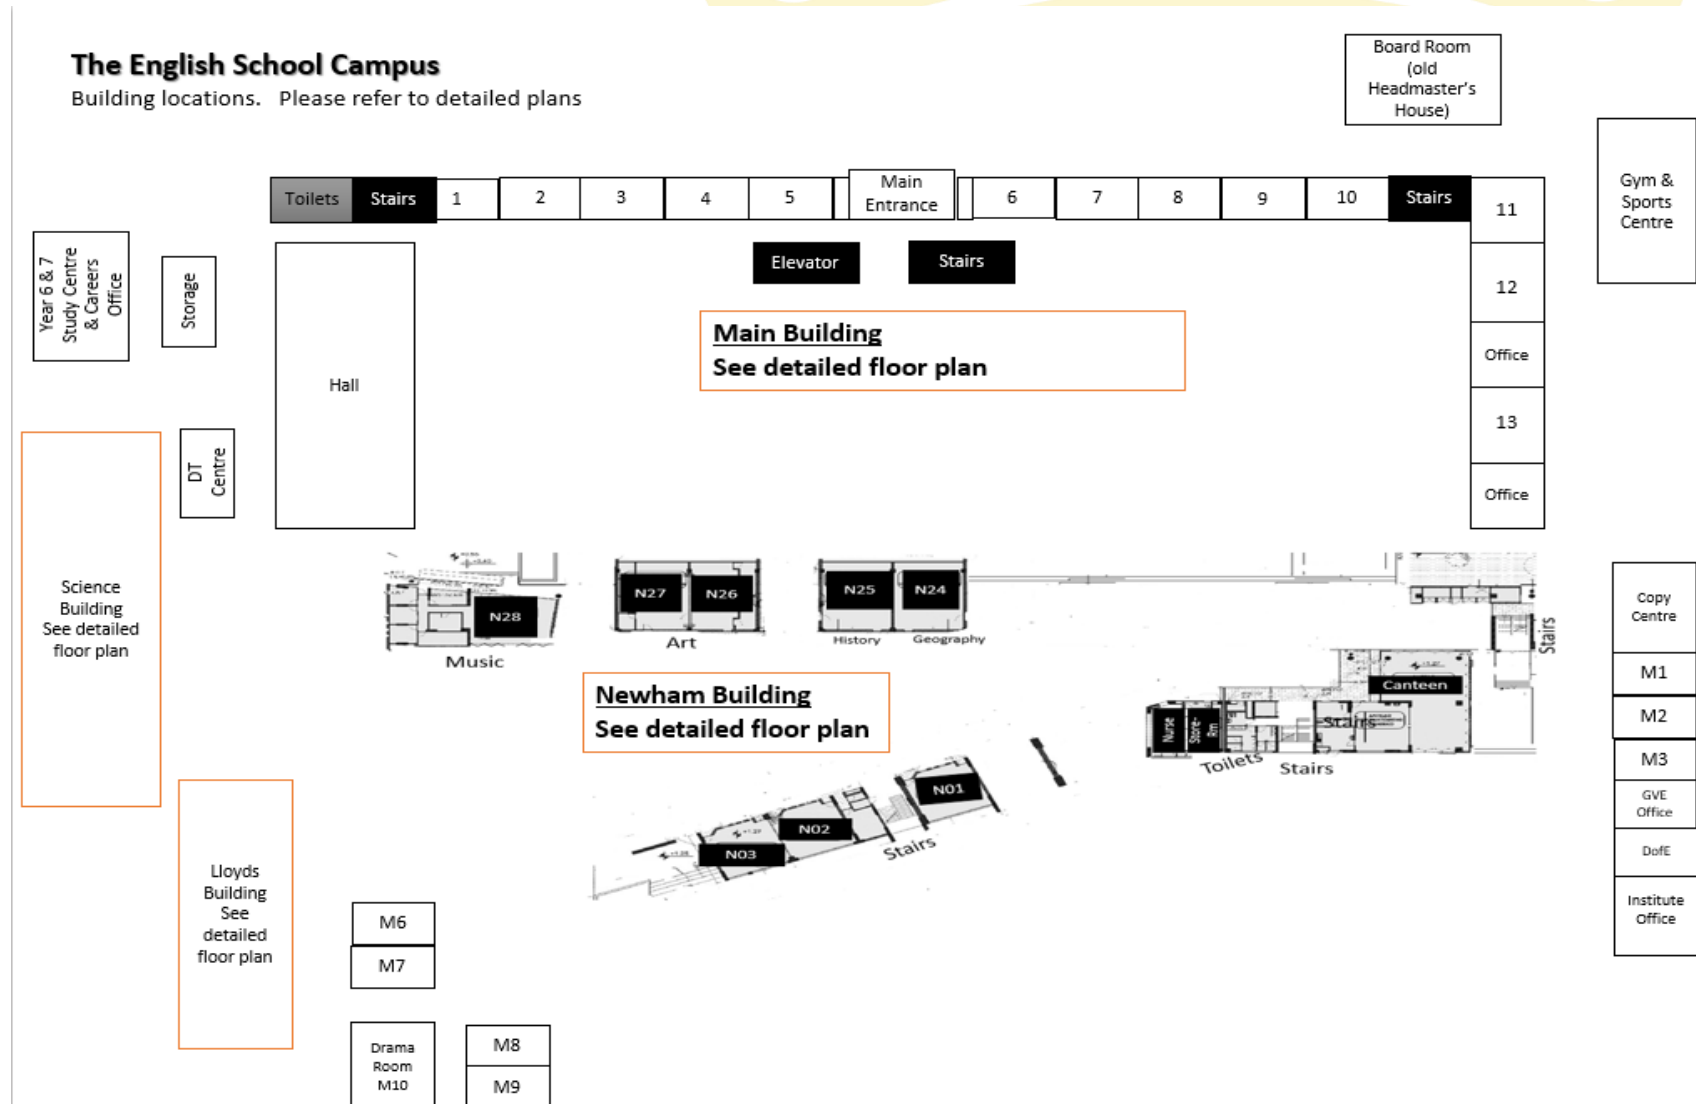 The English School Campus
Building locations.   Please refer to detailed plans
Board Room
(old
Headmaster's
House)
Gym &
Sports
Centre
Toilets
Stairs
1
2
3
4
5
Main
Entrance
6
7
8
9
10
Stairs
11
12
Office
13
Office
Year 6 & 7
Study Centre
& Careers
Office
Storage
Hall
Elevator
Stairs
Main Building
See detailed floor plan
DT
Centre
Science
Building
See detailed
floor plan
N28
Music
N27
N26
Art
N25
N24
History
Geography
Stairs
Canteen
Stairs
Nurse
Store-
Rm
Toilets
Stairs
Newham Building
See detailed floor plan
N01
N02
N03
Stairs
Copy
Centre
M1
M2
M3
GVE
Office
DofE
Institute
Office
Lloyds
Building
See
detailed
floor plan
M6
M7
Drama
Room
M10
M8
M9